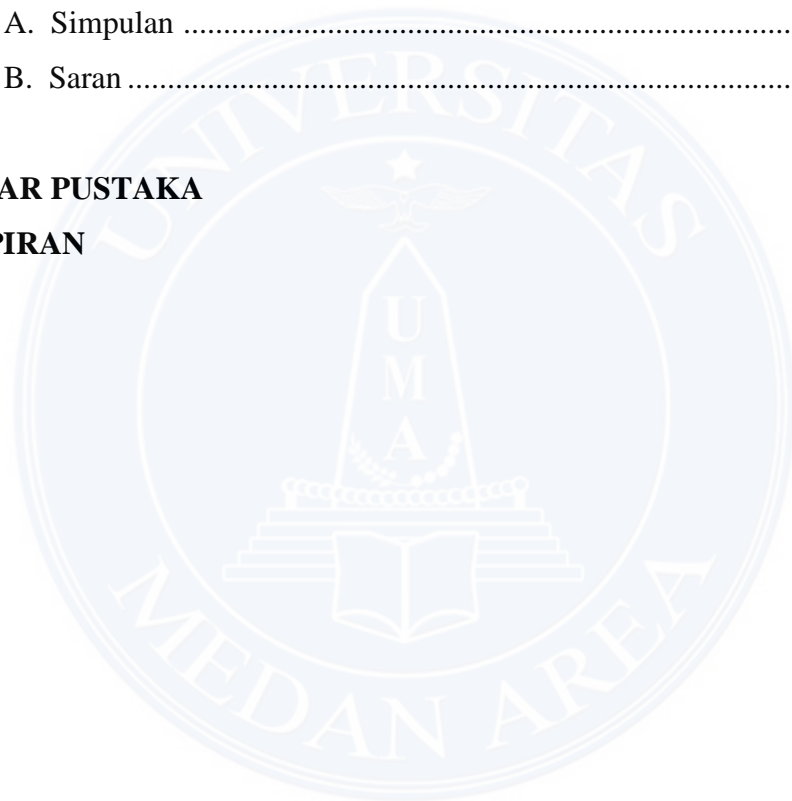 A. Simpulan ..........................................................................
B. Saran .................................................................................
AR PUSTAKA
PIRAN
UNIVERSITAS
U
M
A
MEDAN AREA